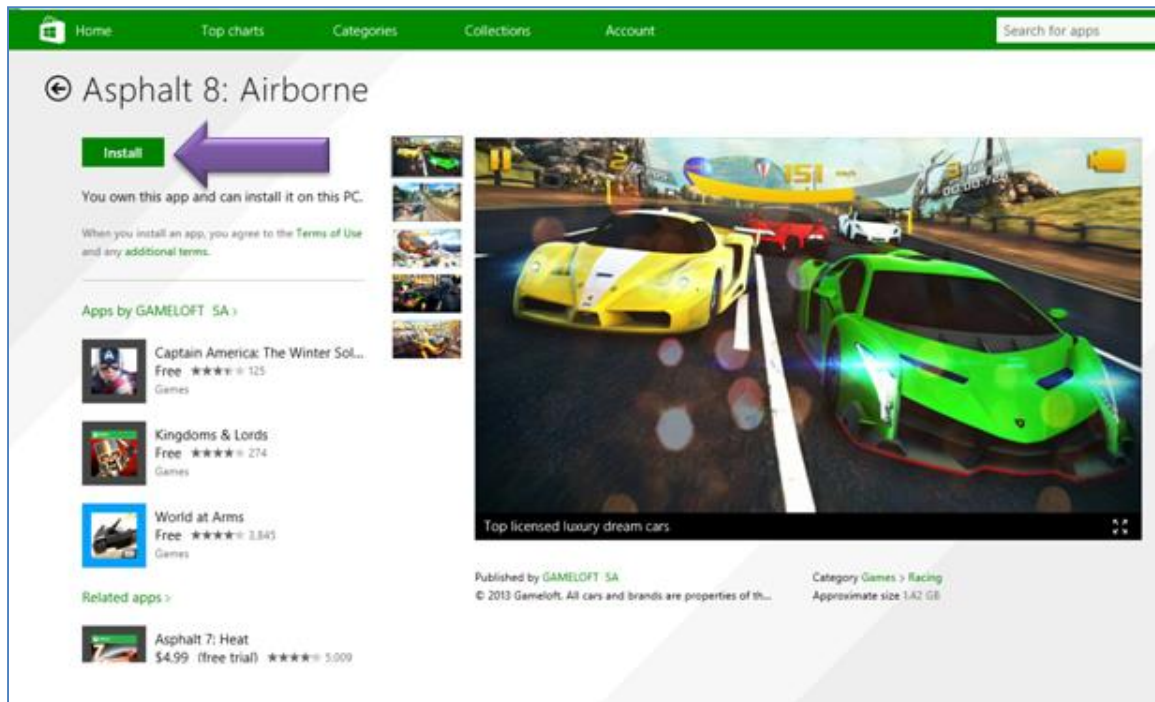 Home Top charts Categories Collections Account Search for apps
Asphalt 8: Airborne
Install
You own this app and can install it on this PC.
When you install an app, you agree to the Terms of Use
and any additional terms.
Apps by GAMELOFT SA >
Captain America: The Winter Sol...
Free 125
Games
Kingdoms & Lords
Free 274
Games
World at Arms
Free 3,845
Games
Related apps >
Asphalt 7: Heat
$4.99 (free trial) 5,009
151
Top licensed luxury dream cars
Published by GAMELOFT SA
© 2013 Gameloft. All cars and brands are properties of th...
Category Games > Racing
Approximate size 1.42 GB